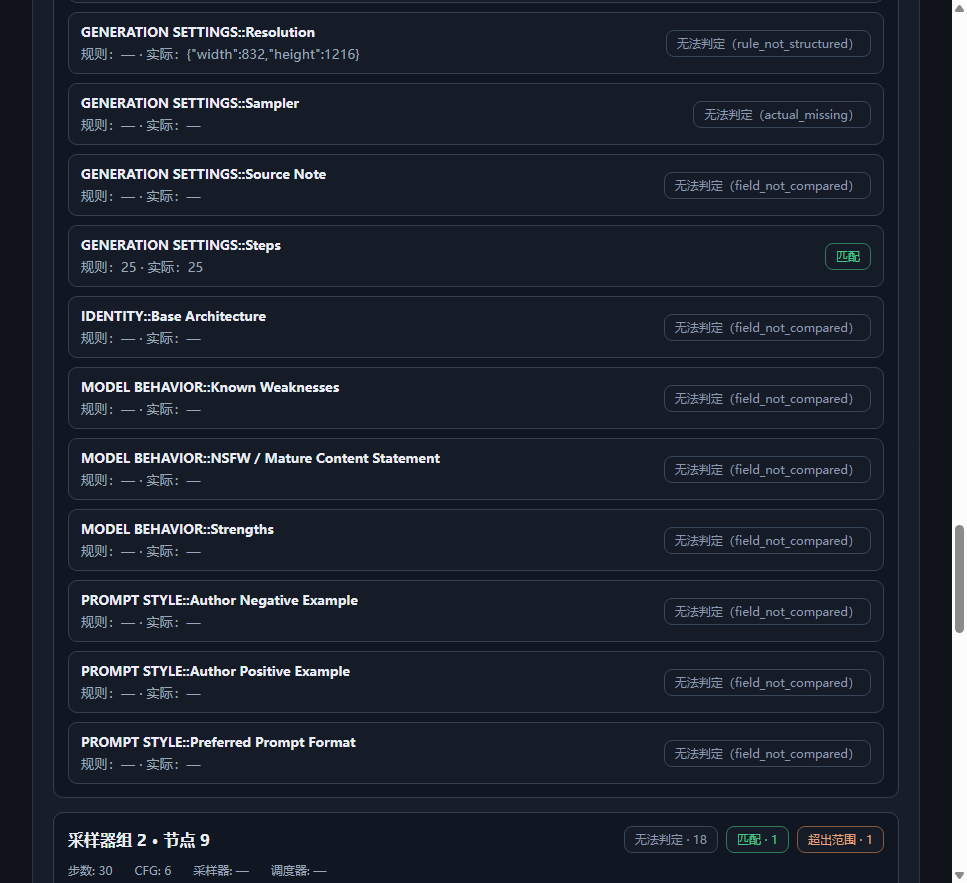 GENERATION SETTINGS::Resolution
规则：— · 实际：{"width":832,"height":1216}
无法判定（rule_not_structured）
GENERATION SETTINGS::Sampler
规则：— · 实际：—
无法判定（actual_missing）
GENERATION SETTINGS::Source Note
规则：— · 实际：—
无法判定（field_not_compared）
GENERATION SETTINGS::Steps
规则：25 · 实际：25
匹配
IDENTITY::Base Architecture
规则：— · 实际：—
无法判定（field_not_compared）
MODEL BEHAVIOR::Known Weaknesses
规则：— · 实际：—
无法判定（field_not_compared）
MODEL BEHAVIOR::NSFW / Mature Content Statement
规则：— · 实际：—
无法判定（field_not_compared）
MODEL BEHAVIOR::Strengths
规则：— · 实际：—
无法判定（field_not_compared）
PROMPT STYLE::Author Negative Example
规则：— · 实际：—
无法判定（field_not_compared）
PROMPT STYLE::Author Positive Example
规则：— · 实际：—
无法判定（field_not_compared）
PROMPT STYLE::Preferred Prompt Format
规则：— · 实际：—
无法判定（field_not_compared）
采样器组 2 • 节点 9
无法判定 · 18 匹配 · 1 超出范围 · 1
步数: 30 CFG: 6 采样器: — 调度器: —